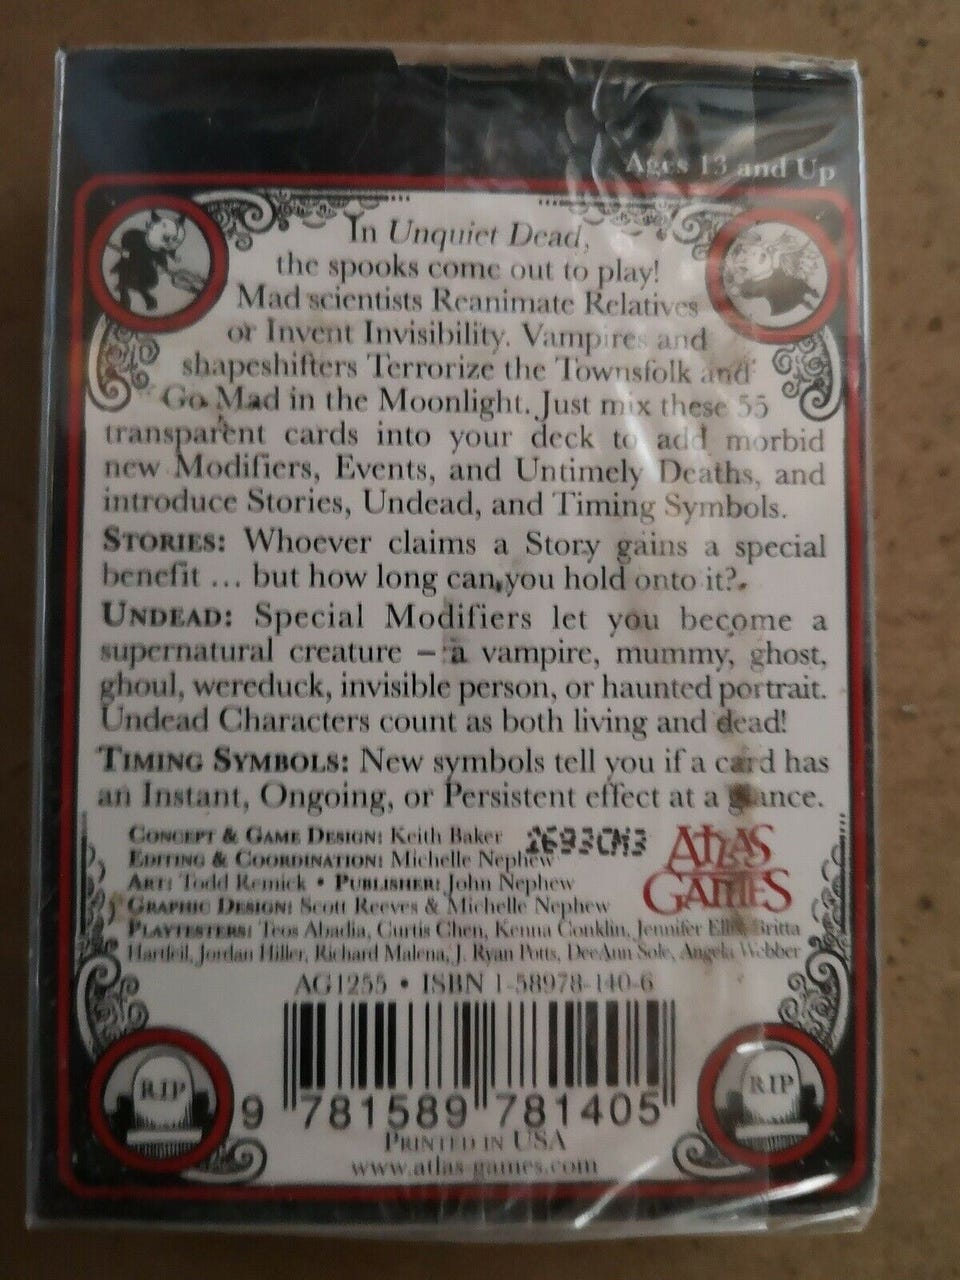 Ages 13 and Up
In Unquiet Dead,
the spooks come out to play!
Mad scientists Reanimate Relatives
or Invent Invisibility. Vampires and
shapeshifters Terrorize the Townsfolk and
Go Mad in the Moonlight. Just mix these 55
transparent cards into your deck to add morbid
new Modifiers, Events, and Untimely Deaths, and
introduce Stories, Undead, and Timing Symbols.
STORIES: Whoever claims a Story gains a special
benefit ... but how long can you hold onto it?
UNDEAD: Special Modifiers let you become a
supernatural creature – a vampire, mummy, ghost,
ghoul, wereduck, invisible person, or haunted portrait.
Undead Characters count as both living and dead!
TIMING SYMBOLS: New symbols tell you if a card has
an Instant, Ongoing, or Persistent effect at a glance.
CONCEPT & GAME DESIGN: Keith Baker
EDITING & COORDINATION: Michelle Nephew
ART: Todd Remick • PUBLISHER: John Nephew
GRAPHIC DESIGN: Scott Reeves & Michelle Nephew
2693CM3
ATLAS
GAMES
PLAYTESTERS: Teos Abadia, Curtis Chen, Kenna Conklin, Jennifer Ellis, Britta
Hartfeil, Jordan Hiller, Richard Malena, J. Ryan Potts, DeeAnn Sole, Angela Webber
AG1255 • ISBN 1-58978-140-6
9 781589 781405
PRINTED IN USA
www.atlas-games.com
RIP
RIP